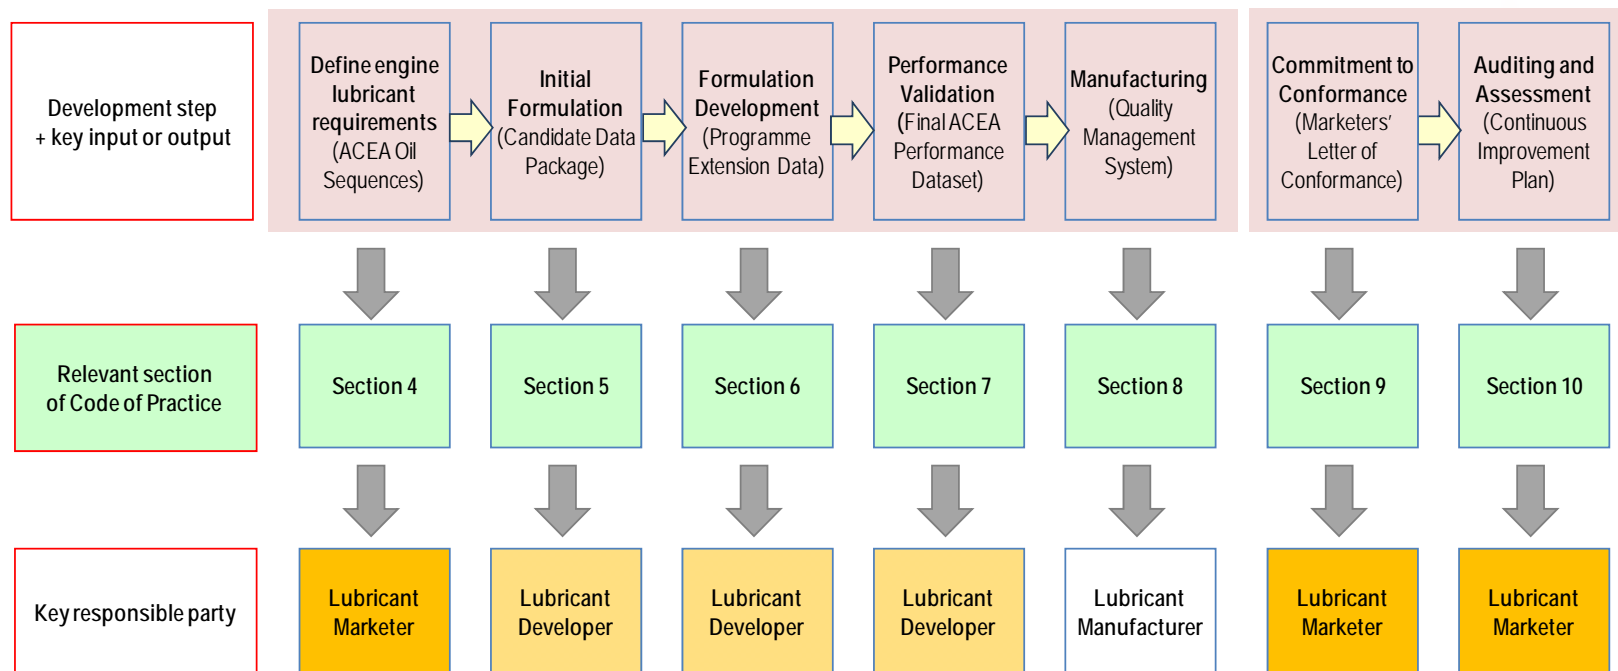 Development step
+ key input or output
Define engine
lubricant
requirements
(ACEA Oil
Sequences)
Initial
Formulation
(Candidate Data
Package)
Formulation
Development
(Programme
Extension Data)
Performance
Validation
(Final ACEA
Performance
Dataset)
Manufacturing
(Quality
Management
System)
Commitment to
Conformance
(Marketers’
Letter of
Conformance)
Auditing and
Assessment
(Continuous
Improvement
Plan)
Relevant section
of Code of Practice
Section 4
Section 5
Section 6
Section 7
Section 8
Section 9
Section 10
Key responsible party
Lubricant
Marketer
Lubricant
Developer
Lubricant
Developer
Lubricant
Developer
Lubricant
Manufacturer
Lubricant
Marketer
Lubricant
Marketer